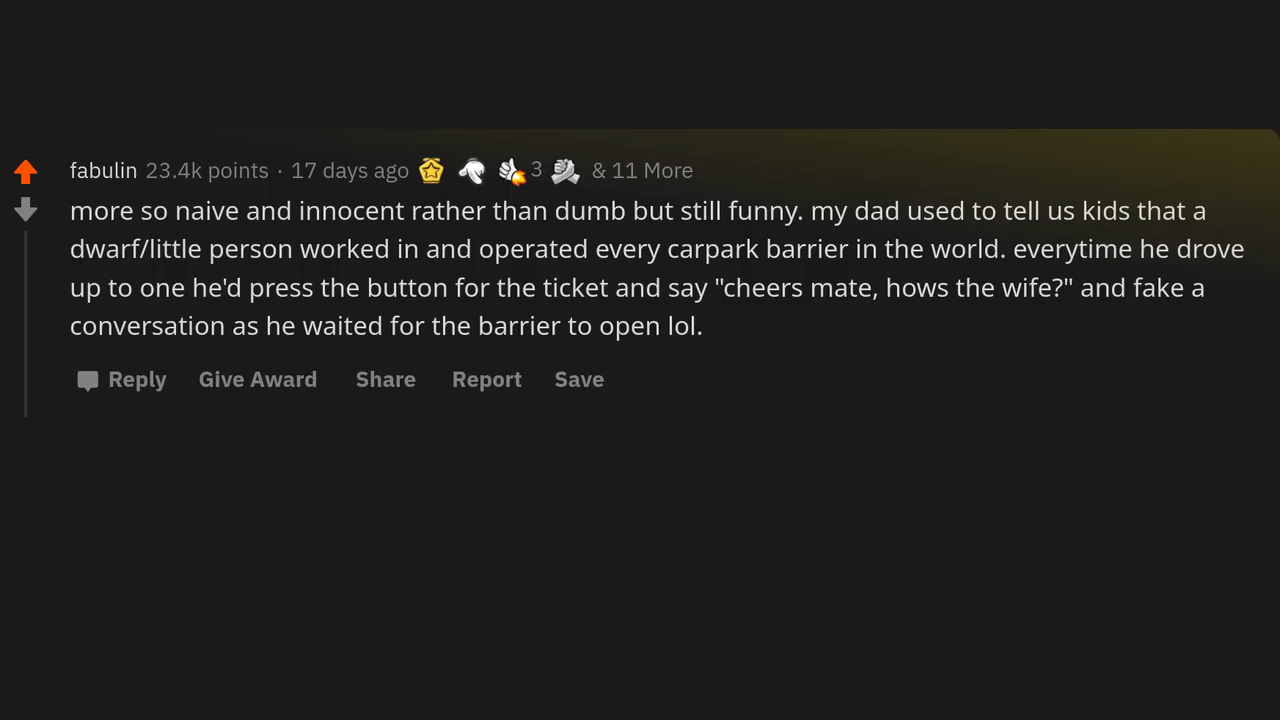 fabulin 23.4k points · 17 days ago 3 & 11 More
more so naive and innocent rather than dumb but still funny. my dad used to tell us kids that a
dwarf/little person worked in and operated every carpark barrier in the world. everytime he drove
up to one he'd press the button for the ticket and say "cheers mate, hows the wife?" and fake a
conversation as he waited for the barrier to open lol.
Reply Give Award Share Report Save